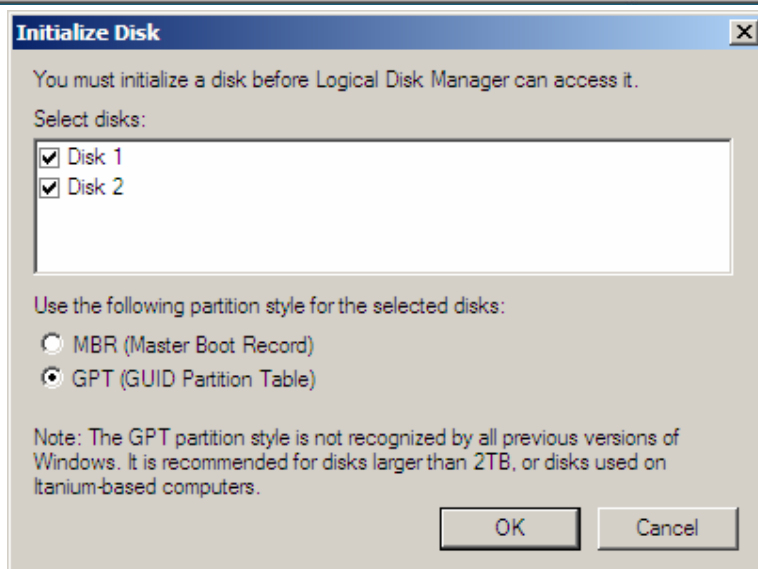 Initialize Disk
You must initialize a disk before Logical Disk Manager can access it.
Select disks:
Disk 1
Disk 2
Use the following partition style for the selected disks:
MBR (Master Boot Record)
GPT (GUID Partition Table)
Note: The GPT partition style is not recognized by all previous versions of
Windows. It is recommended for disks larger than 2TB, or disks used on
Itanium-based computers.
OK Cancel